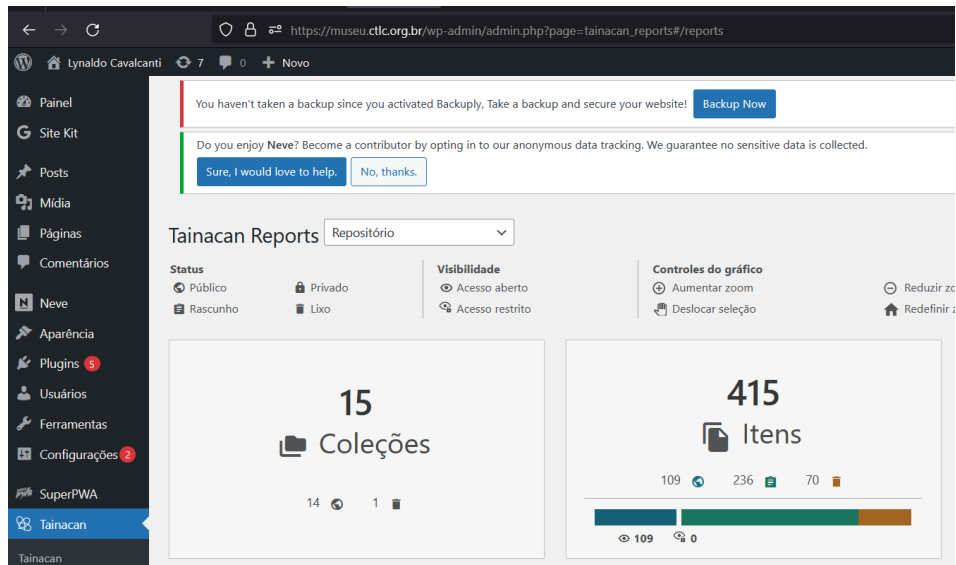 https://museu.ctlc.org.br/wp-admin/admin.php?page=tainacan_reports#/reports
Lynaldo Cavalcanti 7 0 + Novo
Painel
Site Kit
Posts
Mídia
Páginas
Comentários
Neve
Aparência
Plugins 5
Usuários
Ferramentas
Configurações 2
SuperPWA
Tainacan
Tainacan
You haven't taken a backup since you activated Backuply, Take a backup and secure your website! Backup Now
Do you enjoy Neve? Become a contributor by opting in to our anonymous data tracking. We guarantee no sensitive data is collected.
Sure, I would love to help. No, thanks.
Tainacan Reports Repositório
Status
Público Privado
Rascunho Lixo
Visibilidade
Acesso aberto
Acesso restrito
Controles do gráfico
Aumentar zoom Reduzir zo
Deslocar seleção Redefinir z
15
Coleções
14 1
415
Itens
109 236 70
109 0